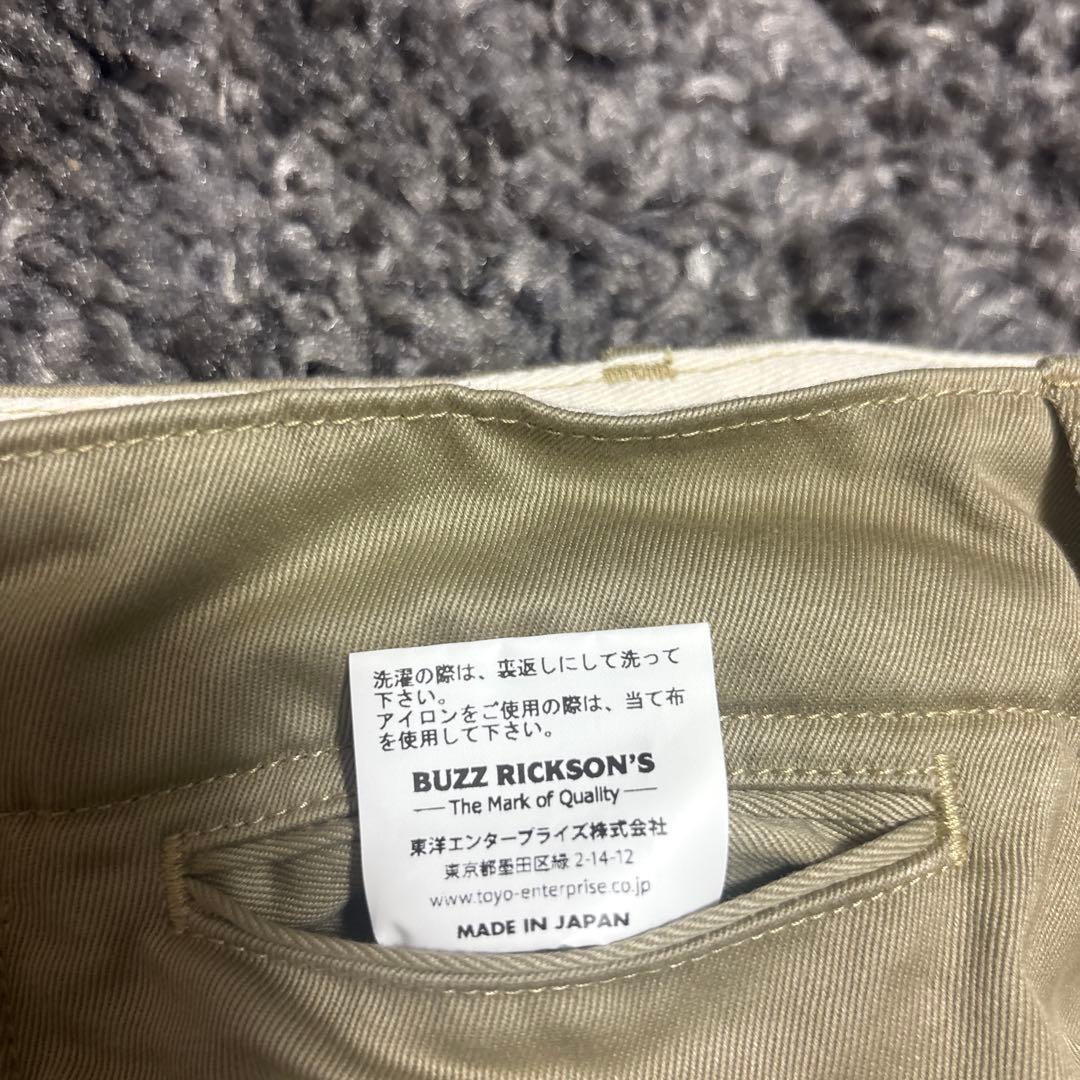 洗濯の際は、裏返しにして洗って
下さい。
アイロンをご使用の際は、当て布
を使用して下さい。
BUZZ RICKSON'S
The Mark of Quality
東洋エンタープライズ株式会社
東京都墨田区緑 2-14-12
www.toyo-enterprise.co.jp
MADE IN JAPAN